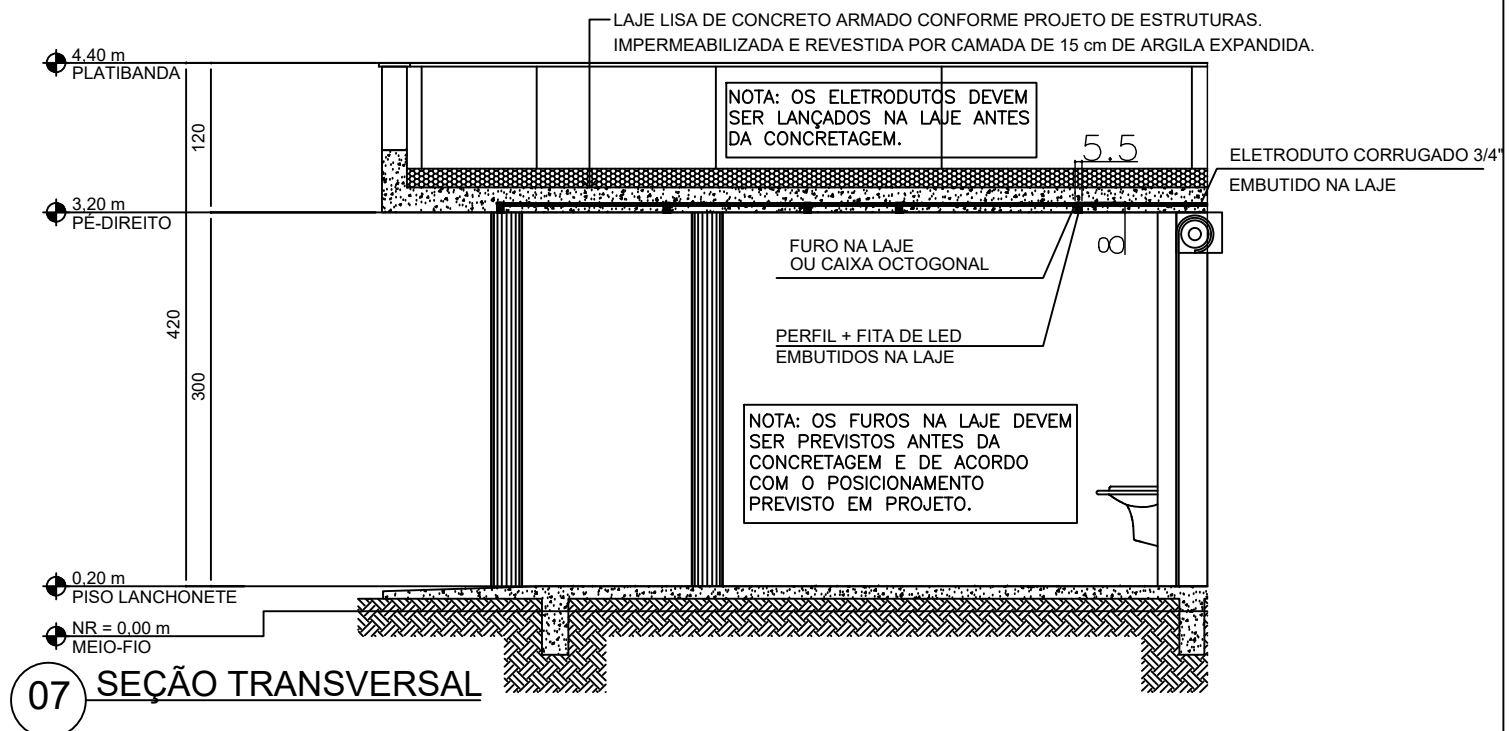 LAJE LISA DE CONCRETO ARMADO CONFORME PROJETO DE ESTRUTURAS.
IMPERMEABILIZADA E REVESTIDA POR CAMADA DE 15 cm DE ARGILA EXPANDIDA.
4,40 m
PLATIBANDA
NOTA: OS ELETRODUTOS DEVEM
SER LANÇADOS NA LAJE ANTES
DA CONCRETAGEM.
120
5.5
ELETRODUTO CORRUGADO 3/4"
EMBUTIDO NA LAJE
3,20 m
PÉ-DIREITO
8
FURO NA LAJE
OU CAIXA OCTOGONAL
420
300
PERFIL + FITA DE LED
EMBUTIDOS NA LAJE
NOTA: OS FUROS NA LAJE DEVEM
SER PREVISTOS ANTES DA
CONCRETAGEM E DE ACORDO
COM O POSICIONAMENTO
PREVISTO EM PROJETO.
0,20 m
PISO LANCHONETE
NR = 0,00 m
MEIO-FIO
07 SEÇÃO TRANSVERSAL